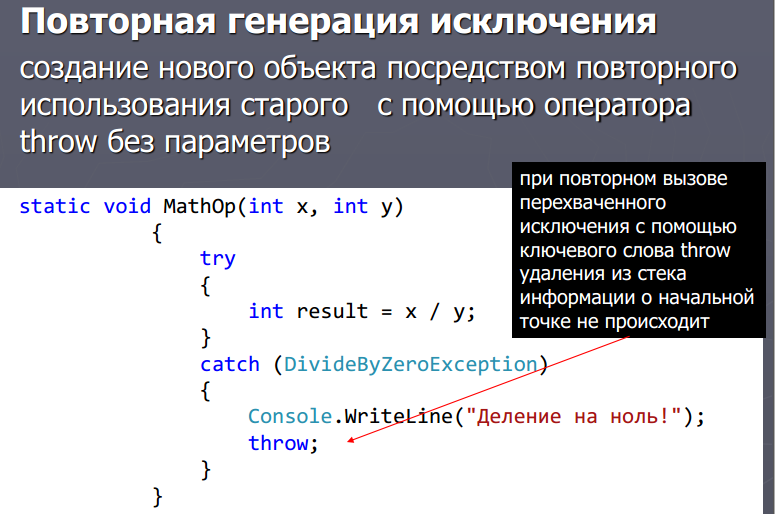 Повторная генерация исключения
создание нового объекта посредством повторного
использования старого с помощью оператора
throw без параметров
при повторном вызове
перехваченного
исключения с помощью
ключевого слова throw
удаления из стека
информации о начальной
точке не происходит
static void MathOp(int x, int y)
{
try
{
int result = x / y;
}
catch (DivideByZeroException)
{
Console.WriteLine("Деление на ноль!");
throw;
}
}